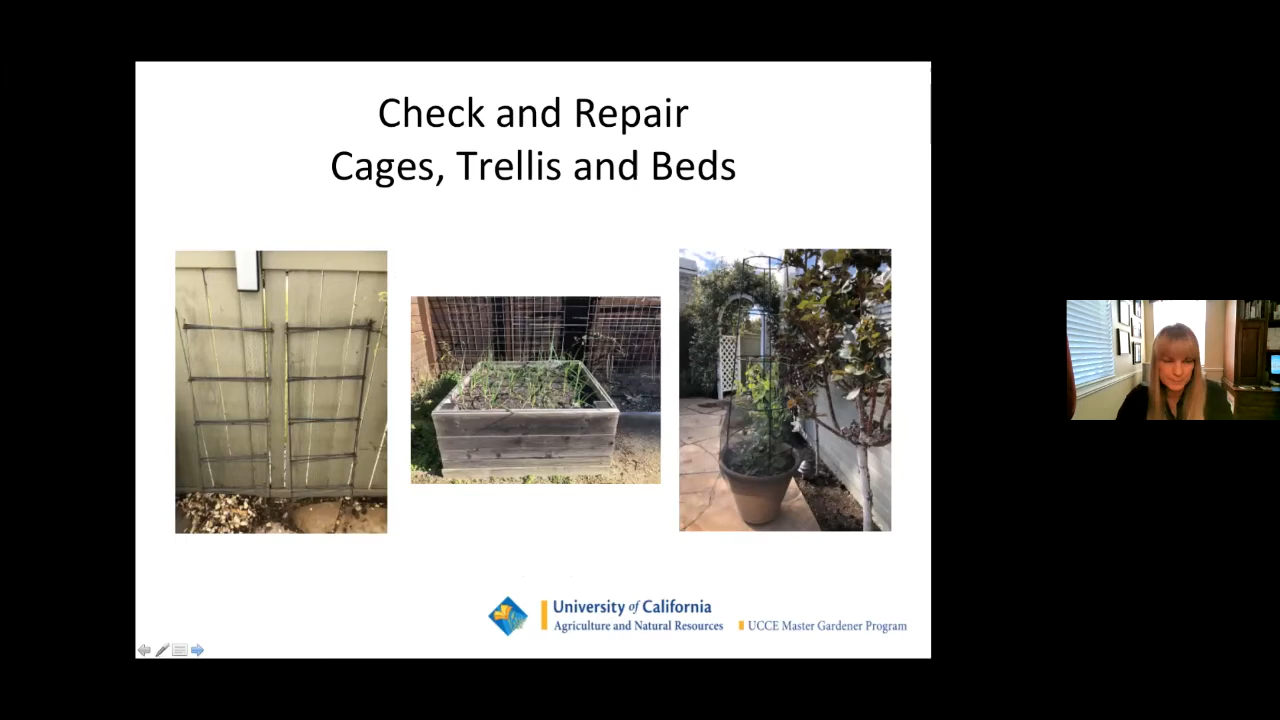 Check and Repair
Cages, Trellis and Beds
University of California
Agriculture and Natural Resources
UCCE Master Gardener Program